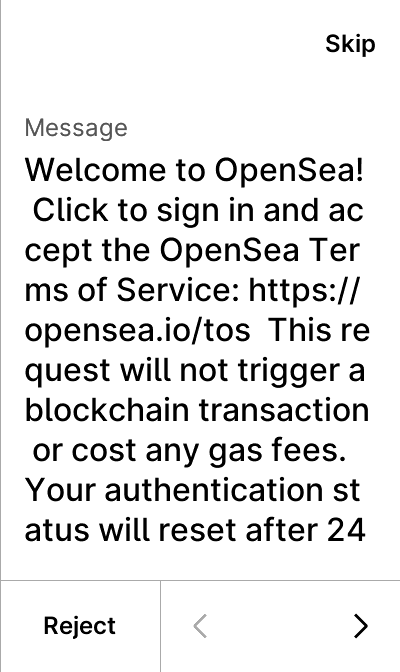 Skip
Message
Welcome to OpenSea!
Click to sign in and ac
cept the OpenSea Ter
ms of Service: https://
opensea.io/tos  This re
quest will not trigger a
blockchain transaction
or cost any gas fees.
Your authentication st
atus will reset after 24
Reject